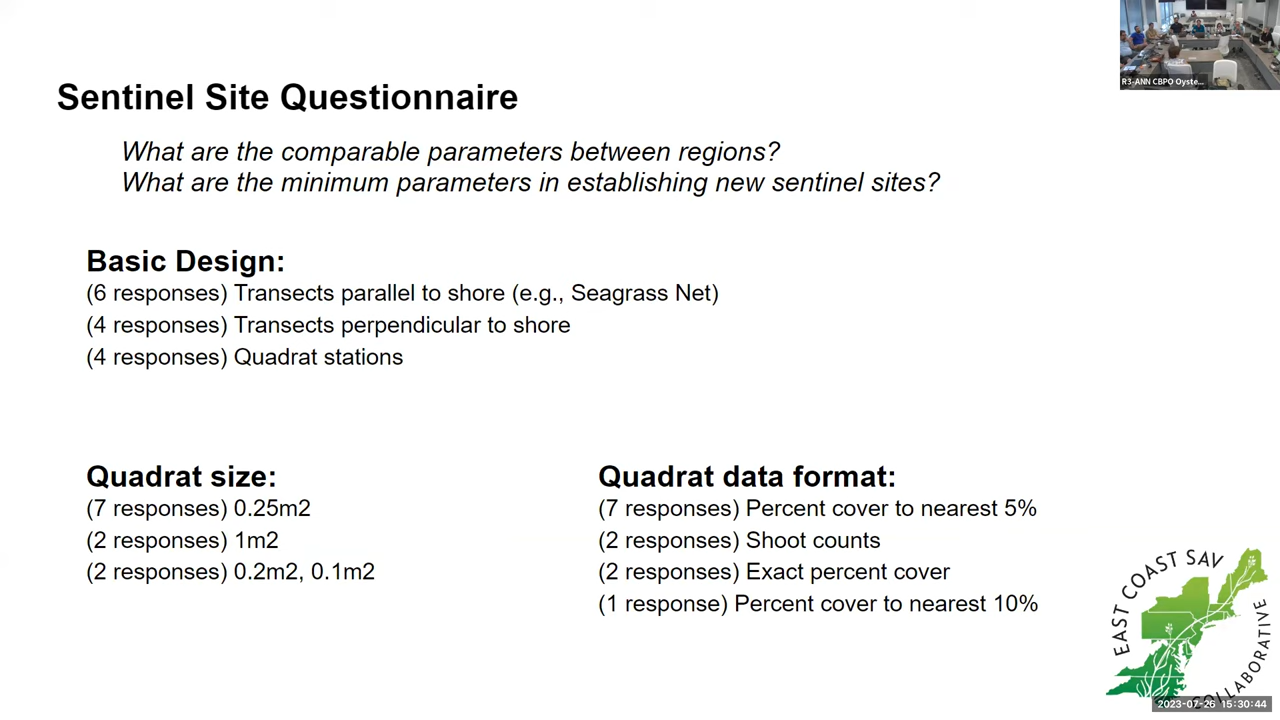 R3-ANN CBPO Oyste...
Sentinel Site Questionnaire
What are the comparable parameters between regions?
What are the minimum parameters in establishing new sentinel sites?
Basic Design:
(6 responses) Transects parallel to shore (e.g., Seagrass Net)
(4 responses) Transects perpendicular to shore
(4 responses) Quadrat stations
Quadrat size:
(7 responses) 0.25m2
(2 responses) 1m2
(2 responses) 0.2m2, 0.1m2
Quadrat data format:
(7 responses) Percent cover to nearest 5%
(2 responses) Shoot counts
(2 responses) Exact percent cover
(1 response) Percent cover to nearest 10%
EAST COAST SAV
COLLABORATIVE
2023-07-26 15:30:44